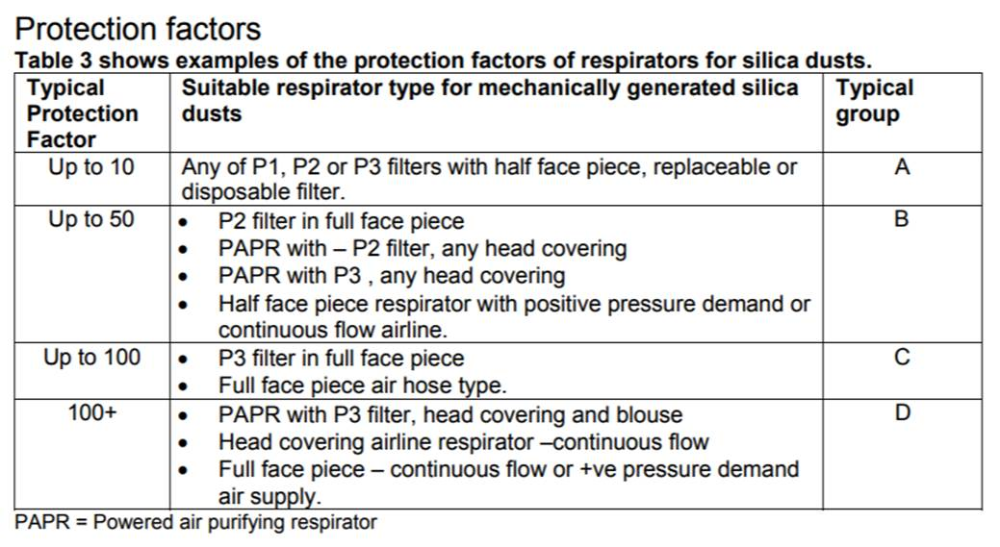 Protection factors
Table 3 shows examples of the protection factors of respirators for silica dusts.
Typical Protection Factor
Suitable respirator type for mechanically generated silica dusts
Typical group
Up to 10
Any of P1, P2 or P3 filters with half face piece, replaceable or
disposable filter.
A
Up to 50
• P2 filter in full face piece
• PAPR with – P2 filter, any head covering
• PAPR with P3 , any head covering
• Half face piece respirator with positive pressure demand or
continuous flow airline.
B
Up to 100
• P3 filter in full face piece
• Full face piece air hose type.
C
100+
• PAPR with P3 filter, head covering and blouse
• Head covering airline respirator –continuous flow
• Full face piece – continuous flow or +ve pressure demand
air supply.
D
PAPR = Powered air purifying respirator